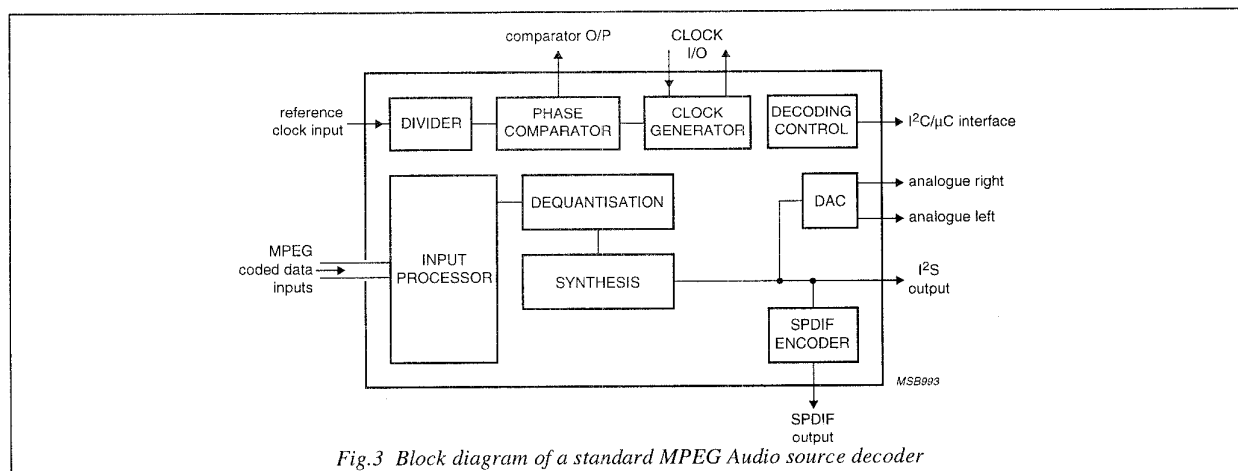 comparator O/P
CLOCK
I/O
reference
clock input
DIVIDER
PHASE
COMPARATOR
CLOCK
GENERATOR
DECODING
CONTROL
I²C/µC interface
MPEG
coded data
inputs
INPUT
PROCESSOR
DEQUANTISATION
SYNTHESIS
DAC
analogue right
analogue left
I²S
output
SPDIF
ENCODER
MSB993
SPDIF
output
Fig.3 Block diagram of a standard MPEG Audio source decoder